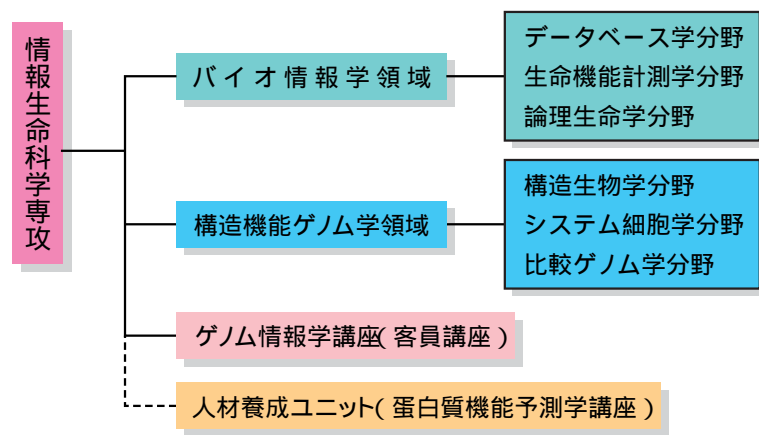 情報生命科学専攻
バイオ情報学領域
データベース学分野
生命機能計測学分野
論理生命学分野
構造機能ゲノム学領域
構造生物学分野
システム細胞学分野
比較ゲノム学分野
ゲノム情報学講座(客員講座)
人材養成ユニット(蛋白質機能予測学講座)